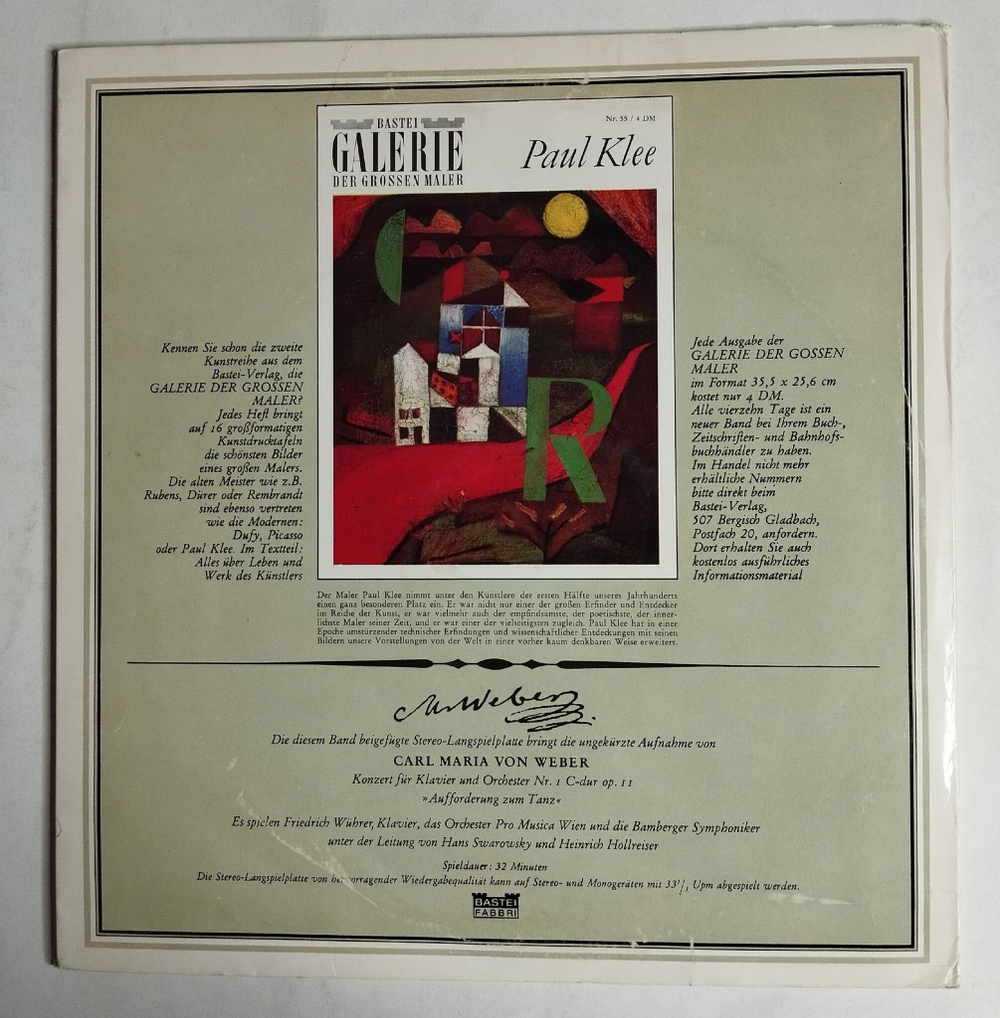 BASTEI
GALERIE
DER GROSSEN MALER
Nr. 55 / 4 DM
Paul Klee
R
Kennen Sie schon die zweite
Kunstreihe aus dem
Bastei-Verlag, die
GALERIE DER GROSSEN
MALER?
Jedes Heft bringt
auf 16 großformatigen
Kunstdrucktafeln
die schönsten Bilder
eines großen Malers.
Die alten Meister wie z.B.
Rubens, Dürer oder Rembrandt
sind ebenso vertreten
wie die Modernen:
Dufy, Picasso
oder Paul Klee. Im Textteil:
Alles über Leben und
Werk des Künstlers
Jede Ausgabe der
GALERIE DER GOSSEN
MALER
im Format 35,5 x 25,6 cm
kostet nur 4 DM.
Alle vierzehn Tage ist ein
neuer Band bei Ihrem Buch-,
Zeitschriften- und Bahnhofs-
buchhändler zu haben.
Im Handel nicht mehr
erhältliche Nummern
bitte direkt beim
Bastei-Verlag,
507 Bergisch Gladbach,
Postfach 20, anfordern.
Dort erhalten Sie auch
kostenlos ausführliches
Informationsmaterial
Der Maler Paul Klee nimmt unter den Künstlern der ersten Hälfte unseres Jahrhunderts
einen ganz besonderen Platz ein. Er war nicht nur einer der großen Erfinder und Entdecker
im Reiche der Kunst, er war vielmehr auch der empfindsamste, der poetischste, der inner-
lichste Maler seiner Zeit, und er war einer der vielseitigsten zugleich. Paul Klee hat in einer
Epoche umstürzender technischer Erfindungen und wissenschaftlicher Entdeckungen mit seinen
Bildern unsere Vorstellungen von der Welt in einer vorher kaum denkbaren Weise erweitert.
CMvWeber
Die diesem Band beigefügte Stereo-Langspielplatte bringt die ungekürzte Aufnahme von
CARL MARIA VON WEBER
Konzert für Klavier und Orchester Nr. 1 C-dur op. 11
»Aufforderung zum Tanz«
Es spielen Friedrich Wührer, Klavier, das Orchester Pro Musica Wien und die Bamberger Symphoniker
unter der Leitung von Hans Swarowsky und Heinrich Hollreiser
Spieldauer: 32 Minuten
Die Stereo-Langspielplatte von hervorragender Wiedergabequalität kann auf Stereo- und Monogeräten mit 33⅓ Upm abgespielt werden.
BASTEI
FABBRI